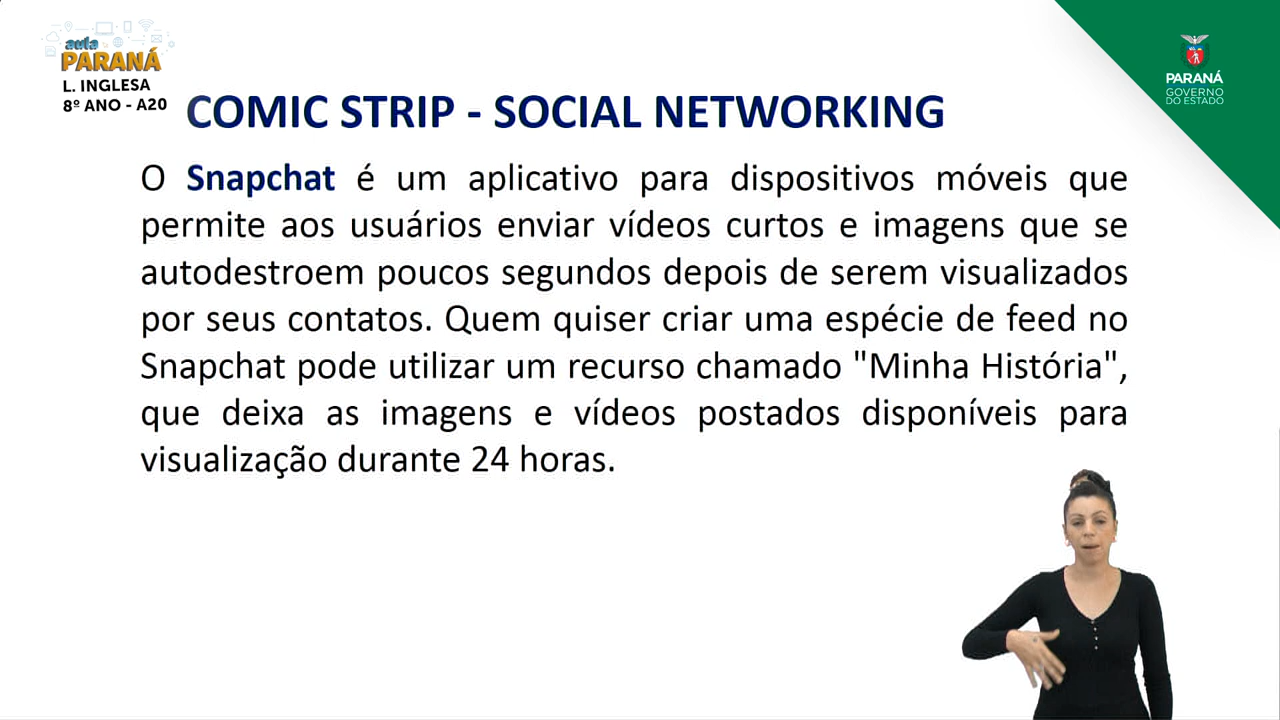 aula
PARANÁ
L. INGLESA
8º ANO - A20
PARANÁ
GOVERNO
DO ESTADO
COMIC STRIP - SOCIAL NETWORKING
O Snapchat é um aplicativo para dispositivos móveis que
permite aos usuários enviar vídeos curtos e imagens que se
autodestroem poucos segundos depois de serem visualizados
por seus contatos. Quem quiser criar uma espécie de feed no
Snapchat pode utilizar um recurso chamado "Minha História",
que deixa as imagens e vídeos postados disponíveis para
visualização durante 24 horas.